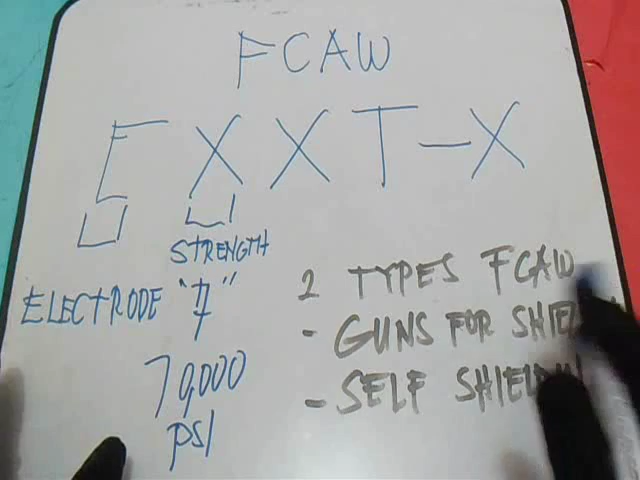 FCAW
EXXT-X
STRENGTH
ELECTRODE "7"
70,000
psi
2 TYPES FCAW
- GUNS FOR
- SELF